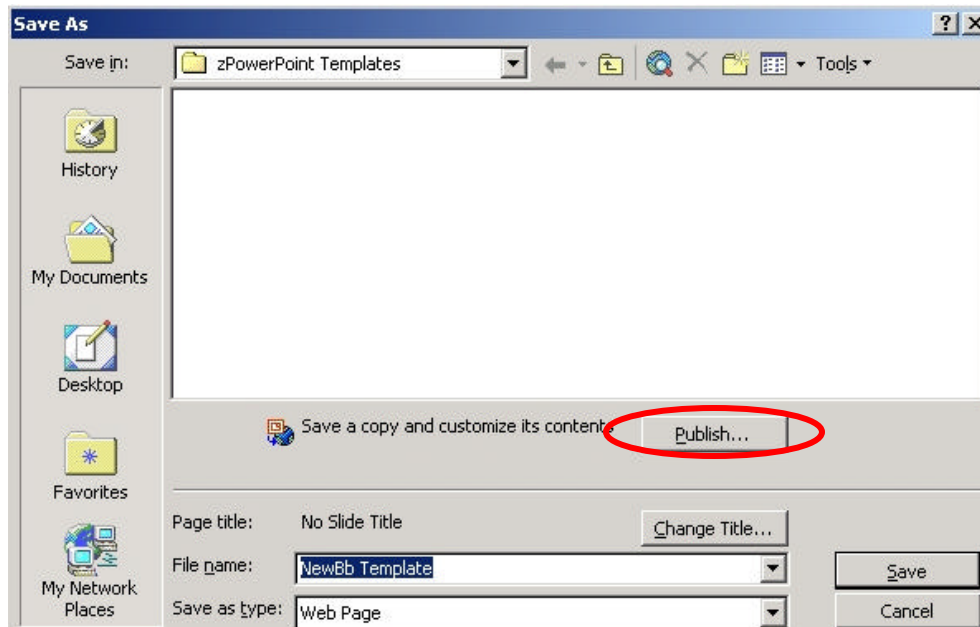 Save As
Save in:
zPowerPoint Templates
Tools
History
My Documents
Desktop
Favorites
My Network
Places
Save a copy and customize its contents
Publish...
Page title:
No Slide Title
Change Title...
File name:
NewBb Template
Save
Save as type:
Web Page
Cancel